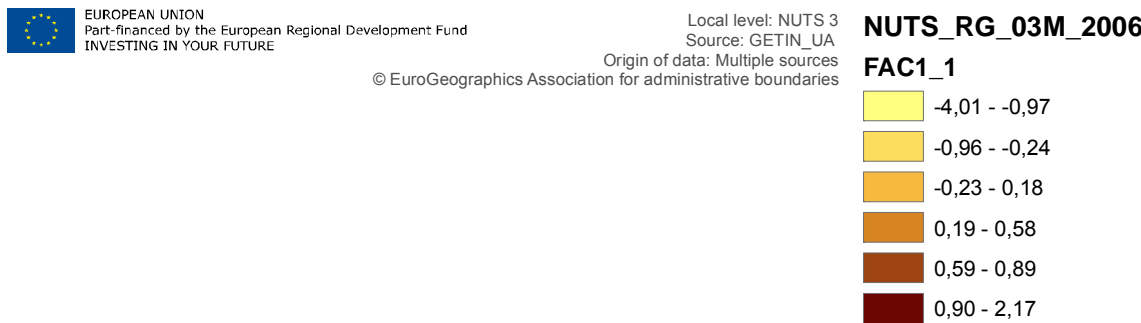 EUROPEAN UNION
Part-financed by the European Regional Development Fund
INVESTING IN YOUR FUTURE
Local level: NUTS 3
Source: GETIN_UA
Origin of data: Multiple sources
© EuroGeographics Association for administrative boundaries
NUTS_RG_03M_2006
FAC1_1
-4,01 - -0,97
-0,96 - -0,24
-0,23 - 0,18
0,19 - 0,58
0,59 - 0,89
0,90 - 2,17